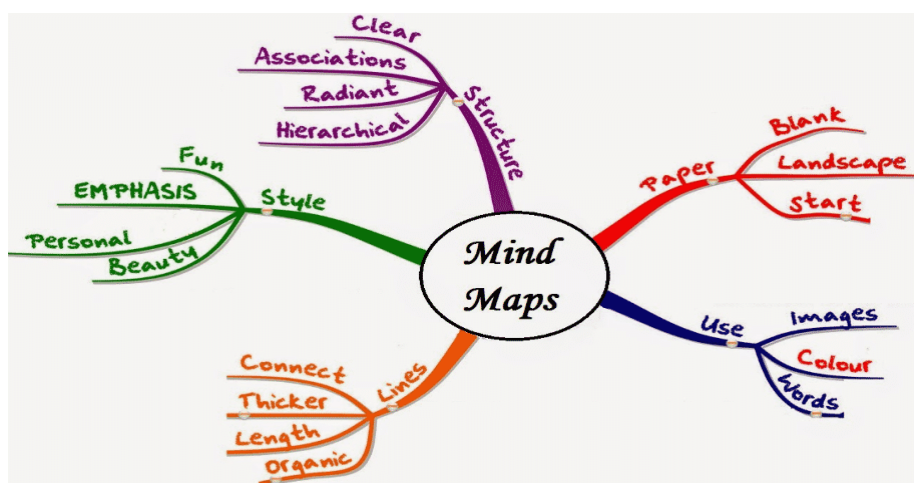 Mind
Maps
Structure
Clear
Associations
Radiant
Hierarchical
Paper
Blank
Landscape
Start
Use
Images
Colour
Words
Lines
Connect
Thicker
Length
Organic
Style
Fun
EMPHASIS
Personal
Beauty